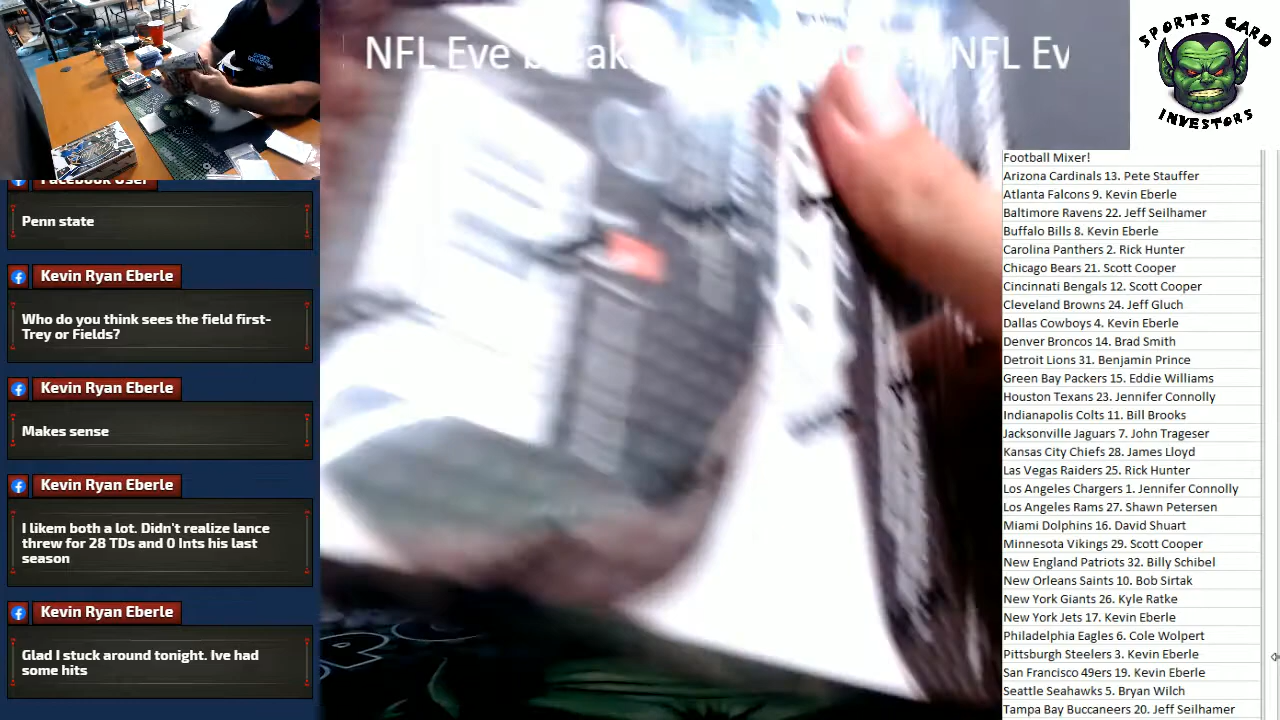 NFL Eve
NFL Ev
SPORTS CARD
INVESTORS
Facebook User
Penn state
Kevin Ryan Eberle
Who do you think sees the field first-
Trey or Fields?
Kevin Ryan Eberle
Makes sense
Kevin Ryan Eberle
I likem both a lot. Didn't realize lance
threw for 28 TDs and 0 Ints his last
season
Kevin Ryan Eberle
Glad I stuck around tonight. Ive had
some hits
Football Mixer!
Arizona Cardinals 13. Pete Stauffer
Atlanta Falcons 9. Kevin Eberle
Baltimore Ravens 22. Jeff Seilhamer
Buffalo Bills 8. Kevin Eberle
Carolina Panthers 2. Rick Hunter
Chicago Bears 21. Scott Cooper
Cincinnati Bengals 12. Scott Cooper
Cleveland Browns 24. Jeff Gluch
Dallas Cowboys 4. Kevin Eberle
Denver Broncos 14. Brad Smith
Detroit Lions 31. Benjamin Prince
Green Bay Packers 15. Eddie Williams
Houston Texans 23. Jennifer Connolly
Indianapolis Colts 11. Bill Brooks
Jacksonville Jaguars 7. John Trageser
Kansas City Chiefs 28. James Lloyd
Las Vegas Raiders 25. Rick Hunter
Los Angeles Chargers 1. Jennifer Connolly
Los Angeles Rams 27. Shawn Petersen
Miami Dolphins 16. David Shuart
Minnesota Vikings 29. Scott Cooper
New England Patriots 32. Billy Schibel
New Orleans Saints 10. Bob Sirtak
New York Giants 26. Kyle Ratke
New York Jets 17. Kevin Eberle
Philadelphia Eagles 6. Cole Wolpert
Pittsburgh Steelers 3. Kevin Eberle
San Francisco 49ers 19. Kevin Eberle
Seattle Seahawks 5. Bryan Wilch
Tampa Bay Buccaneers 20. Jeff Seilhamer